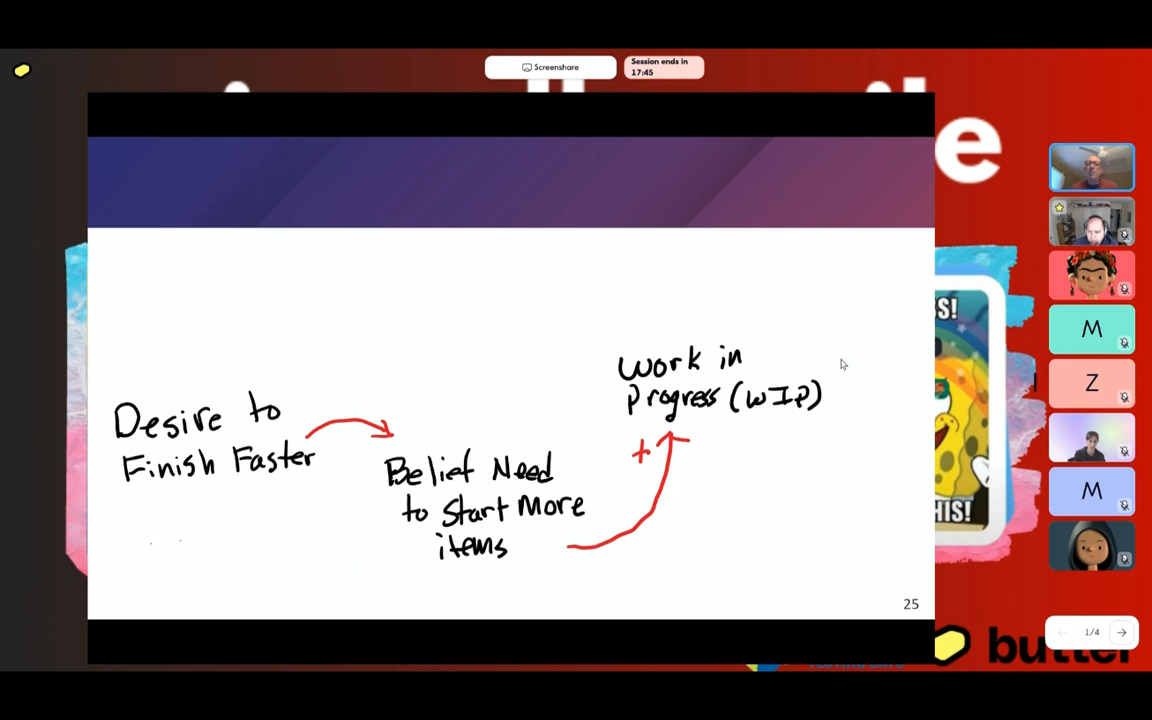 Screenshare
Session ends in
17:45
e
S!
Work in
Progress (WIP)
Desire to
Finish Faster
+
Belief Need
to Start More
items
HIS!
25
M
Z
M
1/4